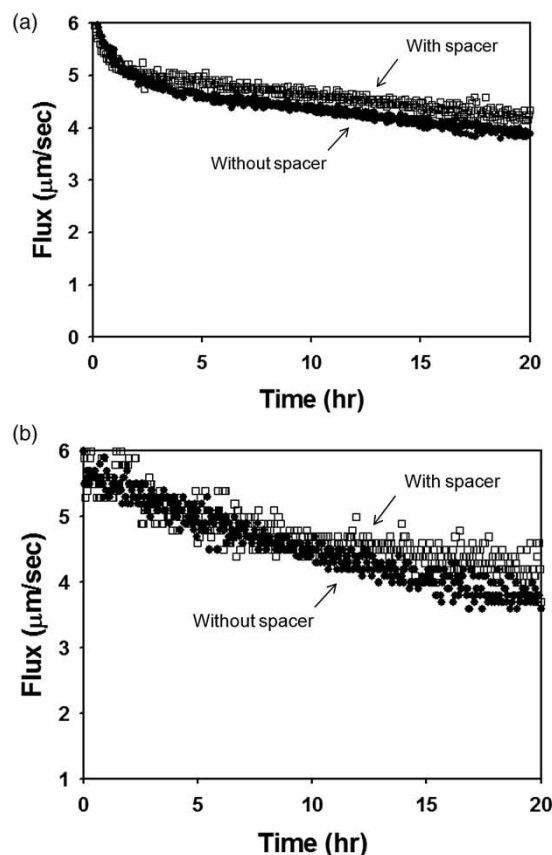 (a)
6
5
4
3
2
1
0
Flux (μm/sec)
With spacer
Without spacer
0 5 10 15 20
Time (hr)
(b)
6
5
4
3
2
1
Flux (μm/sec)
With spacer
Without spacer
0 5 10 15 20
Time (hr)